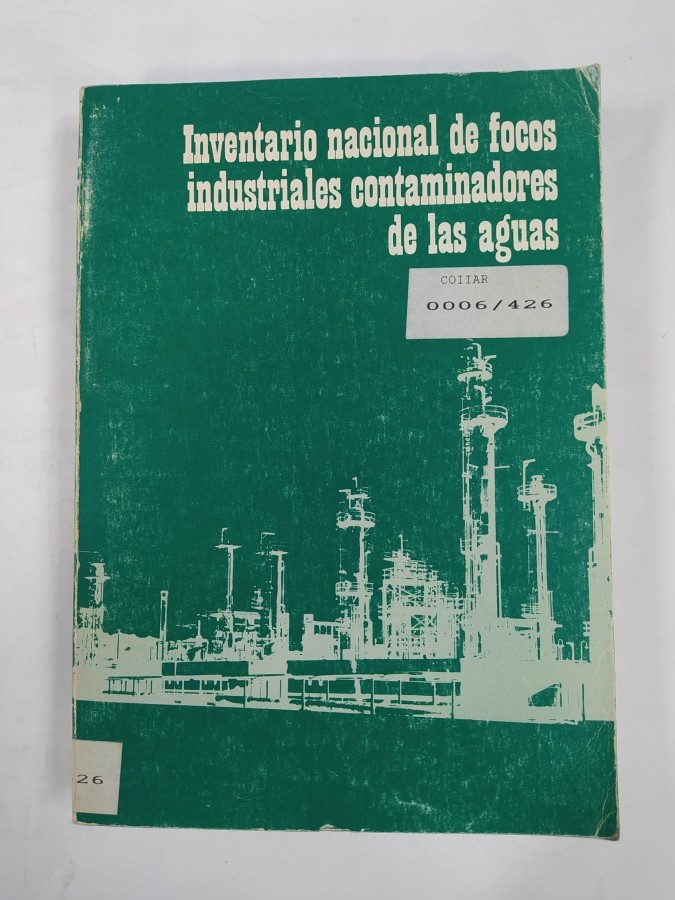 Inventario nacional de focos
industriales contaminadores
de las aguas
COIIAR
0006/426
26